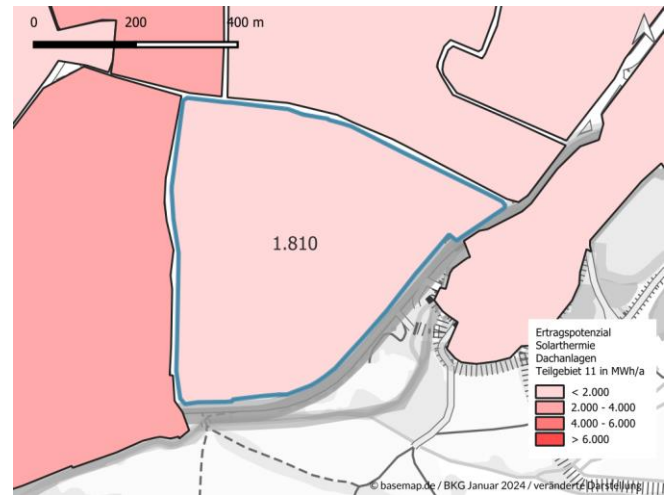 0 200 400 m
1.810
Ertragspotenzial
Solarthermie
Dachanlagen
Teilgebiet 11 in MWh/a
< 2.000
2.000 - 4.000
4.000 - 6.000
> 6.000
© basemap.de / BKG Januar 2024 / veränderte Darstellung